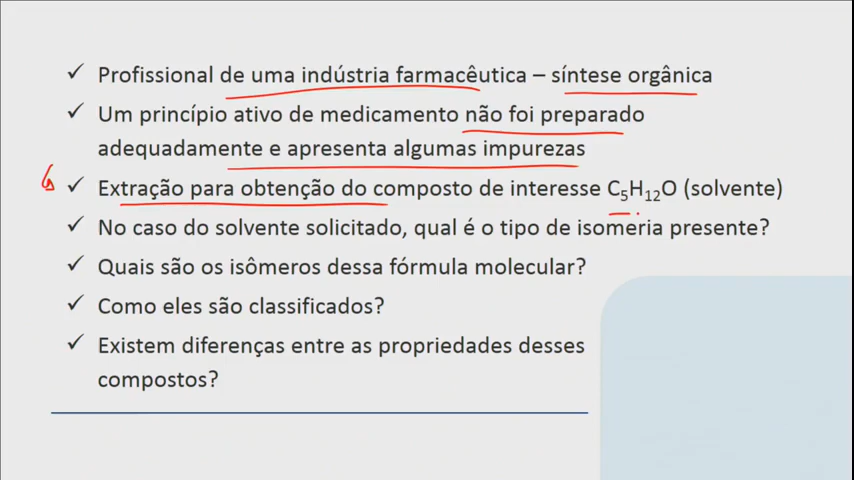 ✓ Profissional de uma indústria farmacêutica – síntese orgânica
✓ Um princípio ativo de medicamento não foi preparado
adequadamente e apresenta algumas impurezas
✓ Extração para obtenção do composto de interesse C₅H₁₂O (solvente)
✓ No caso do solvente solicitado, qual é o tipo de isomeria presente?
✓ Quais são os isômeros dessa fórmula molecular?
✓ Como eles são classificados?
✓ Existem diferenças entre as propriedades desses
compostos?